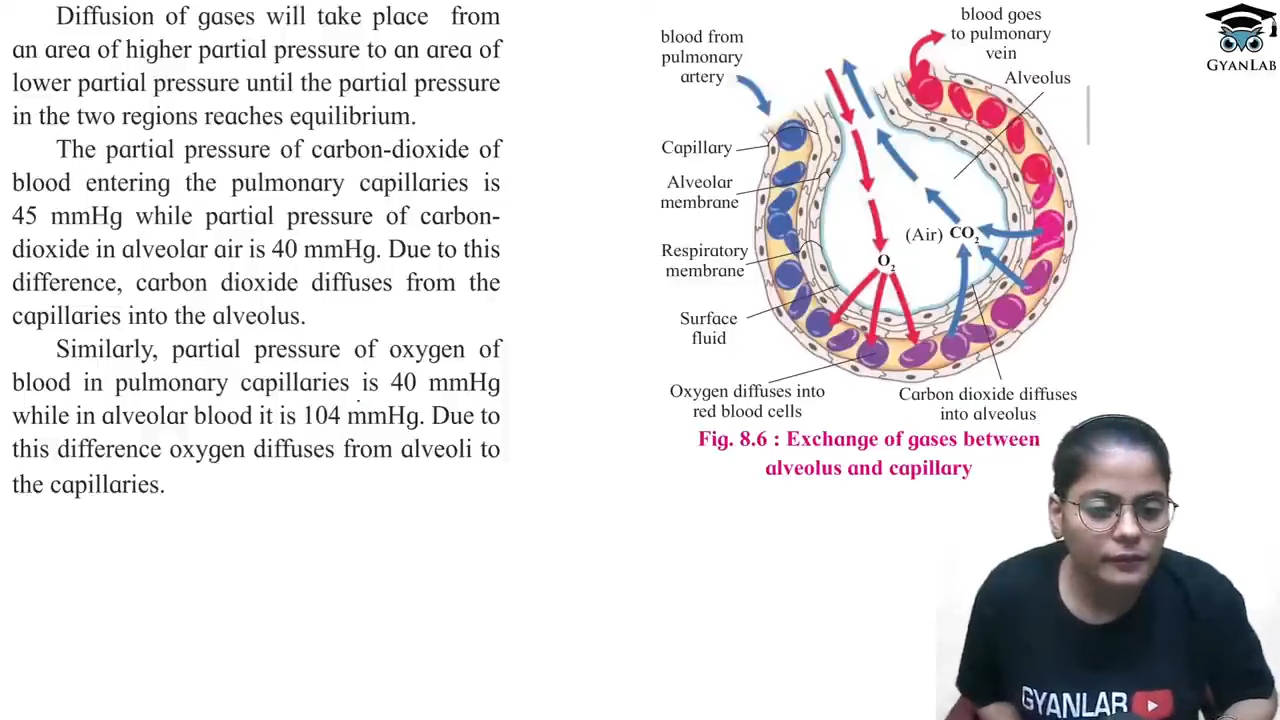 Diffusion of gases will take place from
an area of higher partial pressure to an area of
lower partial pressure until the partial pressure
in the two regions reaches equilibrium.
The partial pressure of carbon-dioxide of
blood entering the pulmonary capillaries is
45 mmHg while partial pressure of carbon-
dioxide in alveolar air is 40 mmHg. Due to this
difference, carbon dioxide diffuses from the
capillaries into the alveolus.
Similarly, partial pressure of oxygen of
blood in pulmonary capillaries is 40 mmHg
while in alveolar blood it is 104 mmHg. Due to
this difference oxygen diffuses from alveoli to
the capillaries.
blood from
pulmonary
artery
blood goes
to pulmonary
vein
Alveolus
Capillary
Alveolar
membrane
Respiratory
membrane
Surface
fluid
(Air) CO₂
O₂
Oxygen diffuses into
red blood cells
Carbon dioxide diffuses
into alveolus
Fig. 8.6 : Exchange of gases between
alveolus and capillary
GYANLAB
GYANLAB